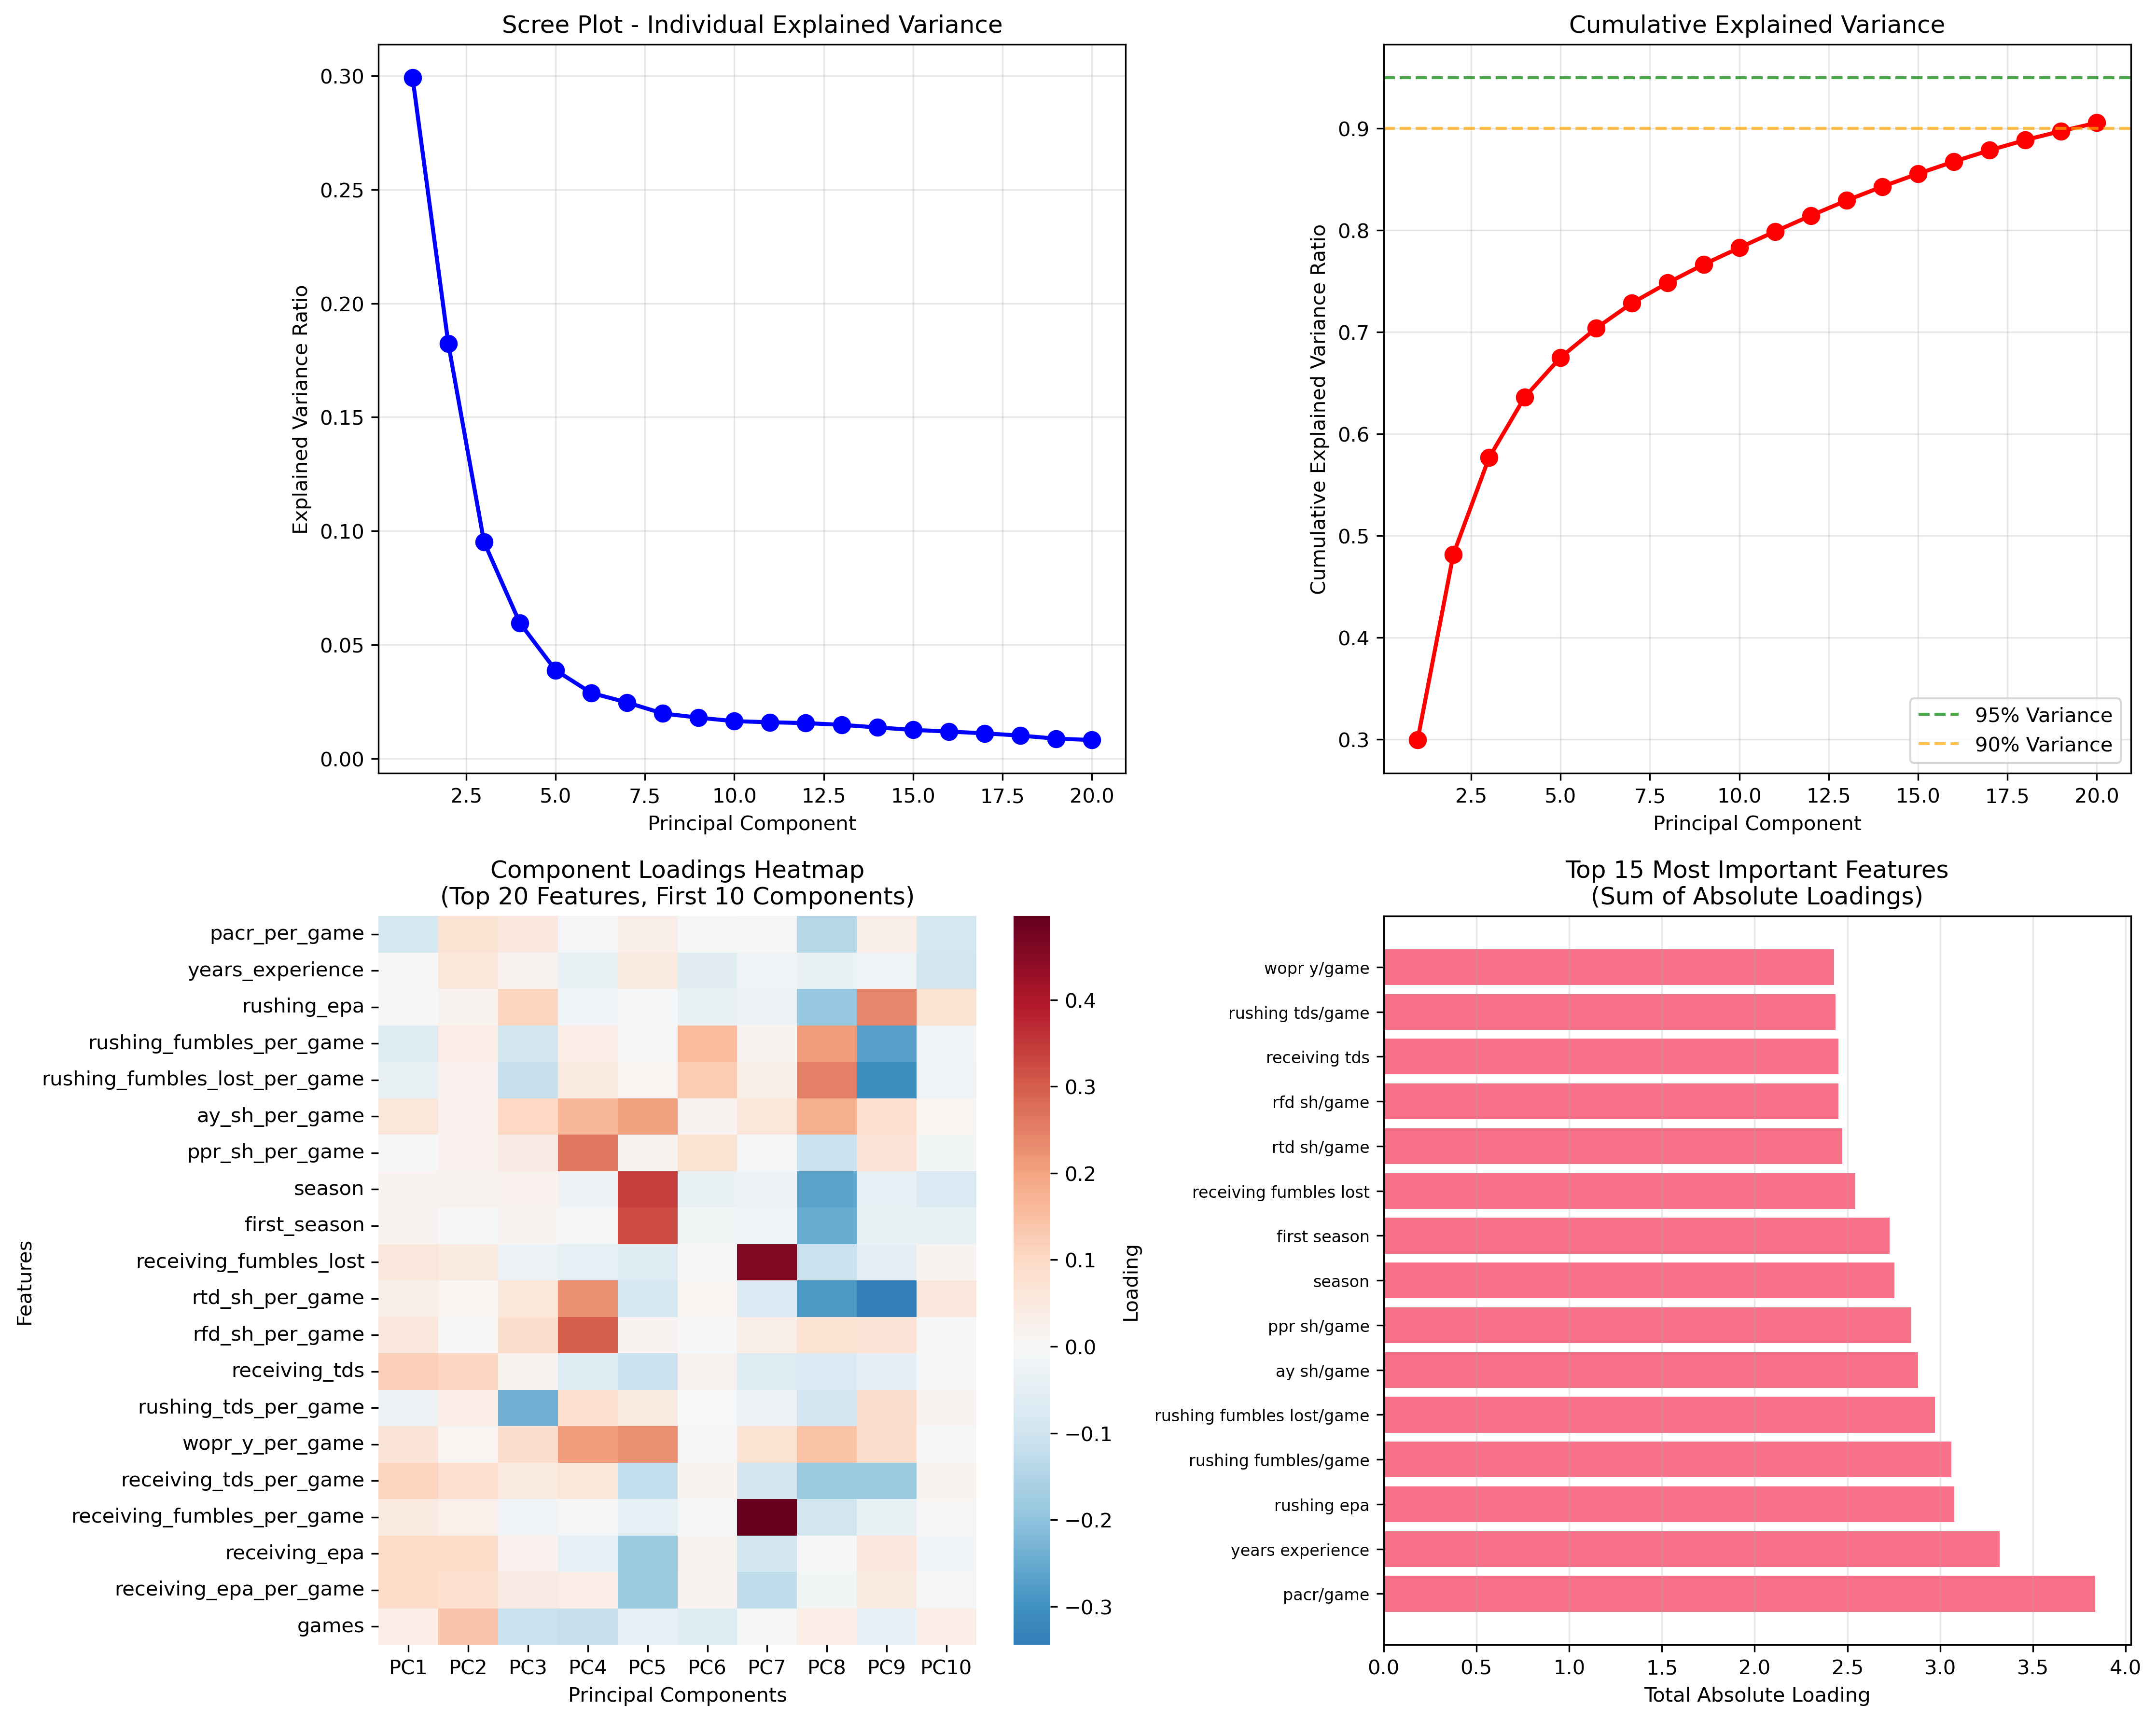 Scree Plot - Individual Explained Variance
Explained Variance Ratio
0.30
0.25
0.20
0.15
0.10
0.05
0.00
2.5 5.0 7.5 10.0 12.5 15.0 17.5 20.0
Principal Component
Cumulative Explained Variance
Cumulative Explained Variance Ratio
0.9
0.8
0.7
0.6
0.5
0.4
0.3
95% Variance
90% Variance
2.5 5.0 7.5 10.0 12.5 15.0 17.5 20.0
Principal Component
Component Loadings Heatmap
(Top 20 Features, First 10 Components)
Features
pacr_per_game
years_experience
rushing_epa
rushing_fumbles_per_game
rushing_fumbles_lost_per_game
ay_sh_per_game
ppr_sh_per_game
season
first_season
receiving_fumbles_lost
rtd_sh_per_game
rfd_sh_per_game
receiving_tds
rushing_tds_per_game
wopr_y_per_game
receiving_tds_per_game
receiving_fumbles_per_game
receiving_epa
receiving_epa_per_game
games
PC1 PC2 PC3 PC4 PC5 PC6 PC7 PC8 PC9 PC10
Principal Components
0.4
0.3
0.2
0.1
0.0
−0.1
−0.2
−0.3
Loading
Top 15 Most Important Features
(Sum of Absolute Loadings)
wopr y/game
rushing tds/game
receiving tds
rfd sh/game
rtd sh/game
receiving fumbles lost
first season
season
ppr sh/game
ay sh/game
rushing fumbles lost/game
rushing fumbles/game
rushing epa
years experience
pacr/game
0.0 0.5 1.0 1.5 2.0 2.5 3.0 3.5 4.0
Total Absolute Loading